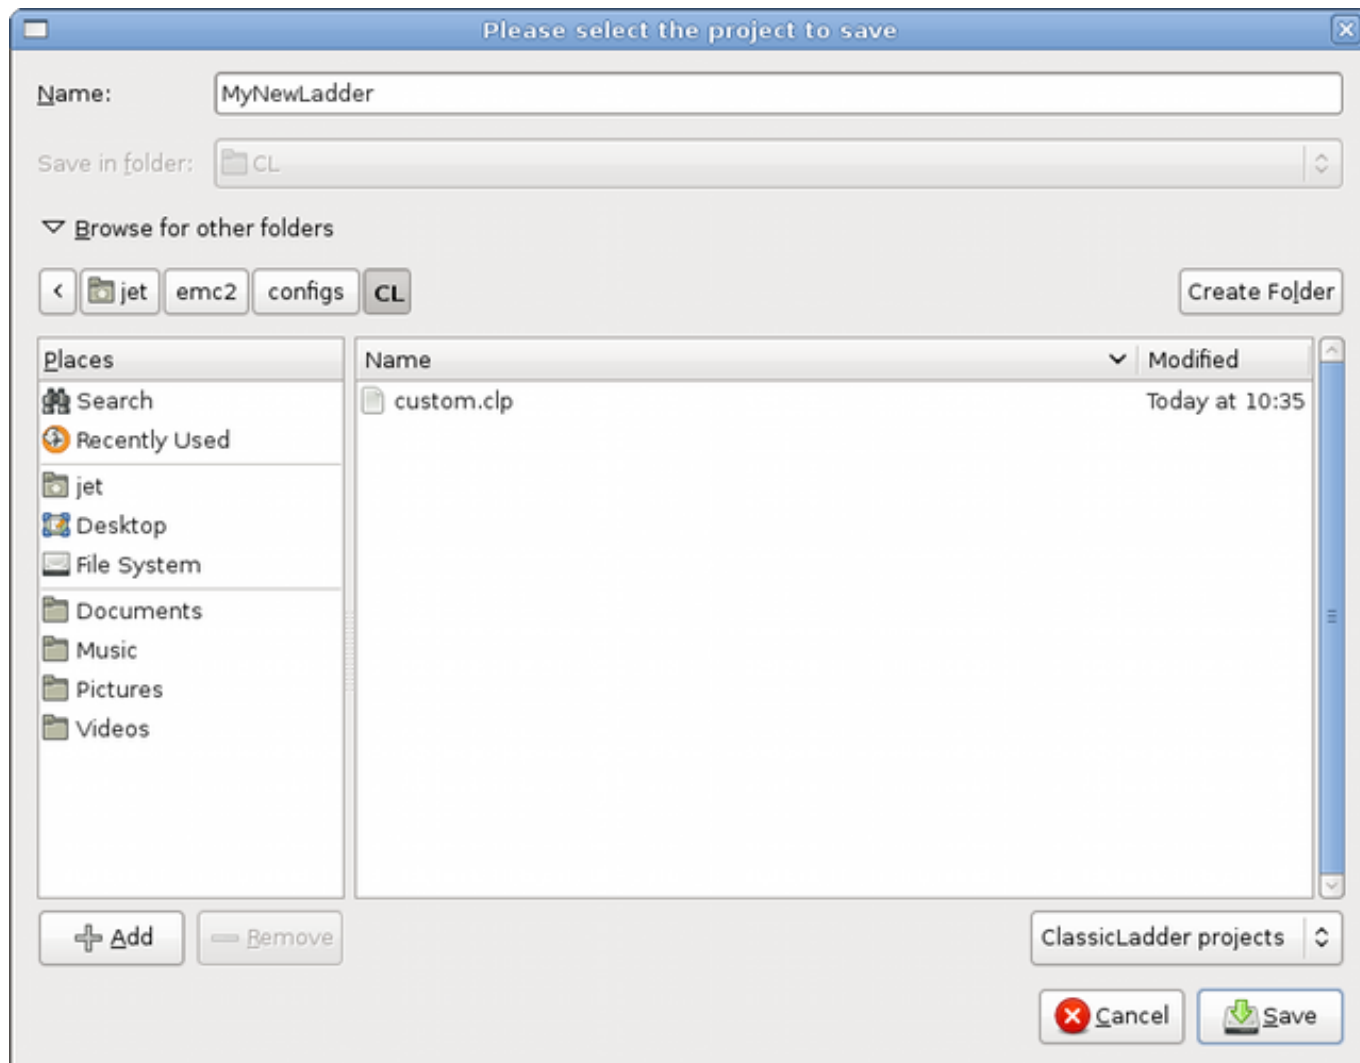 Please select the project to save
Name: MyNewLadder
Save in folder: CL
Browse for other folders
jet emc2 configs CL Create Folder
Places Name Modified
Search custom.clp Today at 10:35
Recently Used
jet
Desktop
File System
Documents
Music
Pictures
Videos
Add Remove ClassicLadder projects
Cancel Save